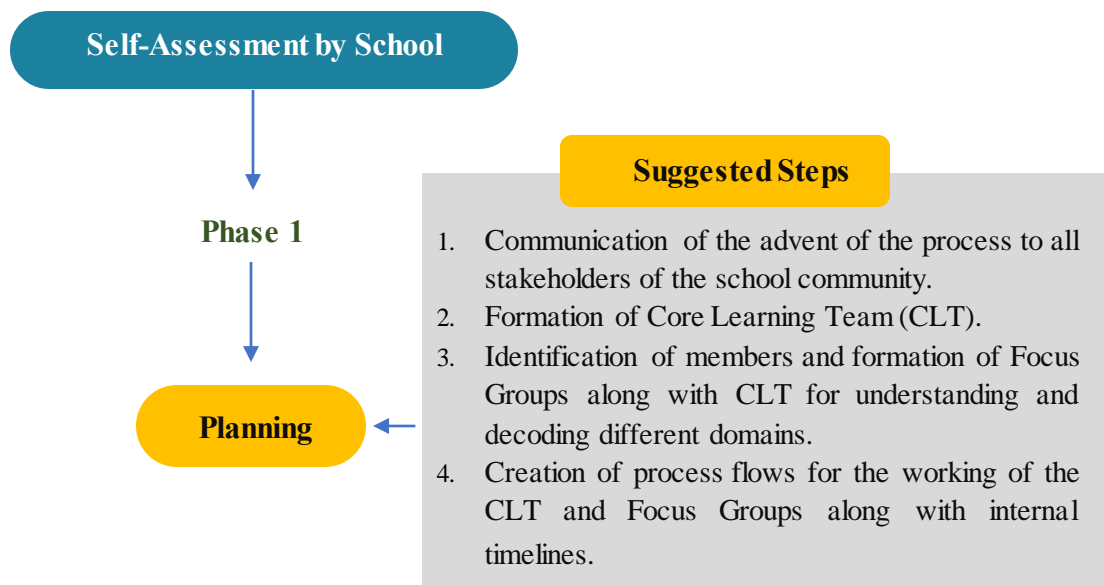 Self-Assessment by School
Phase 1
Planning
Suggested Steps
1. Communication of the advent of the process to all
stakeholders of the school community.
2. Formation of Core Learning Team (CLT).
3. Identification of members and formation of Focus
Groups along with CLT for understanding and
decoding different domains.
4. Creation of process flows for the working of the
CLT and Focus Groups along with internal
timelines.